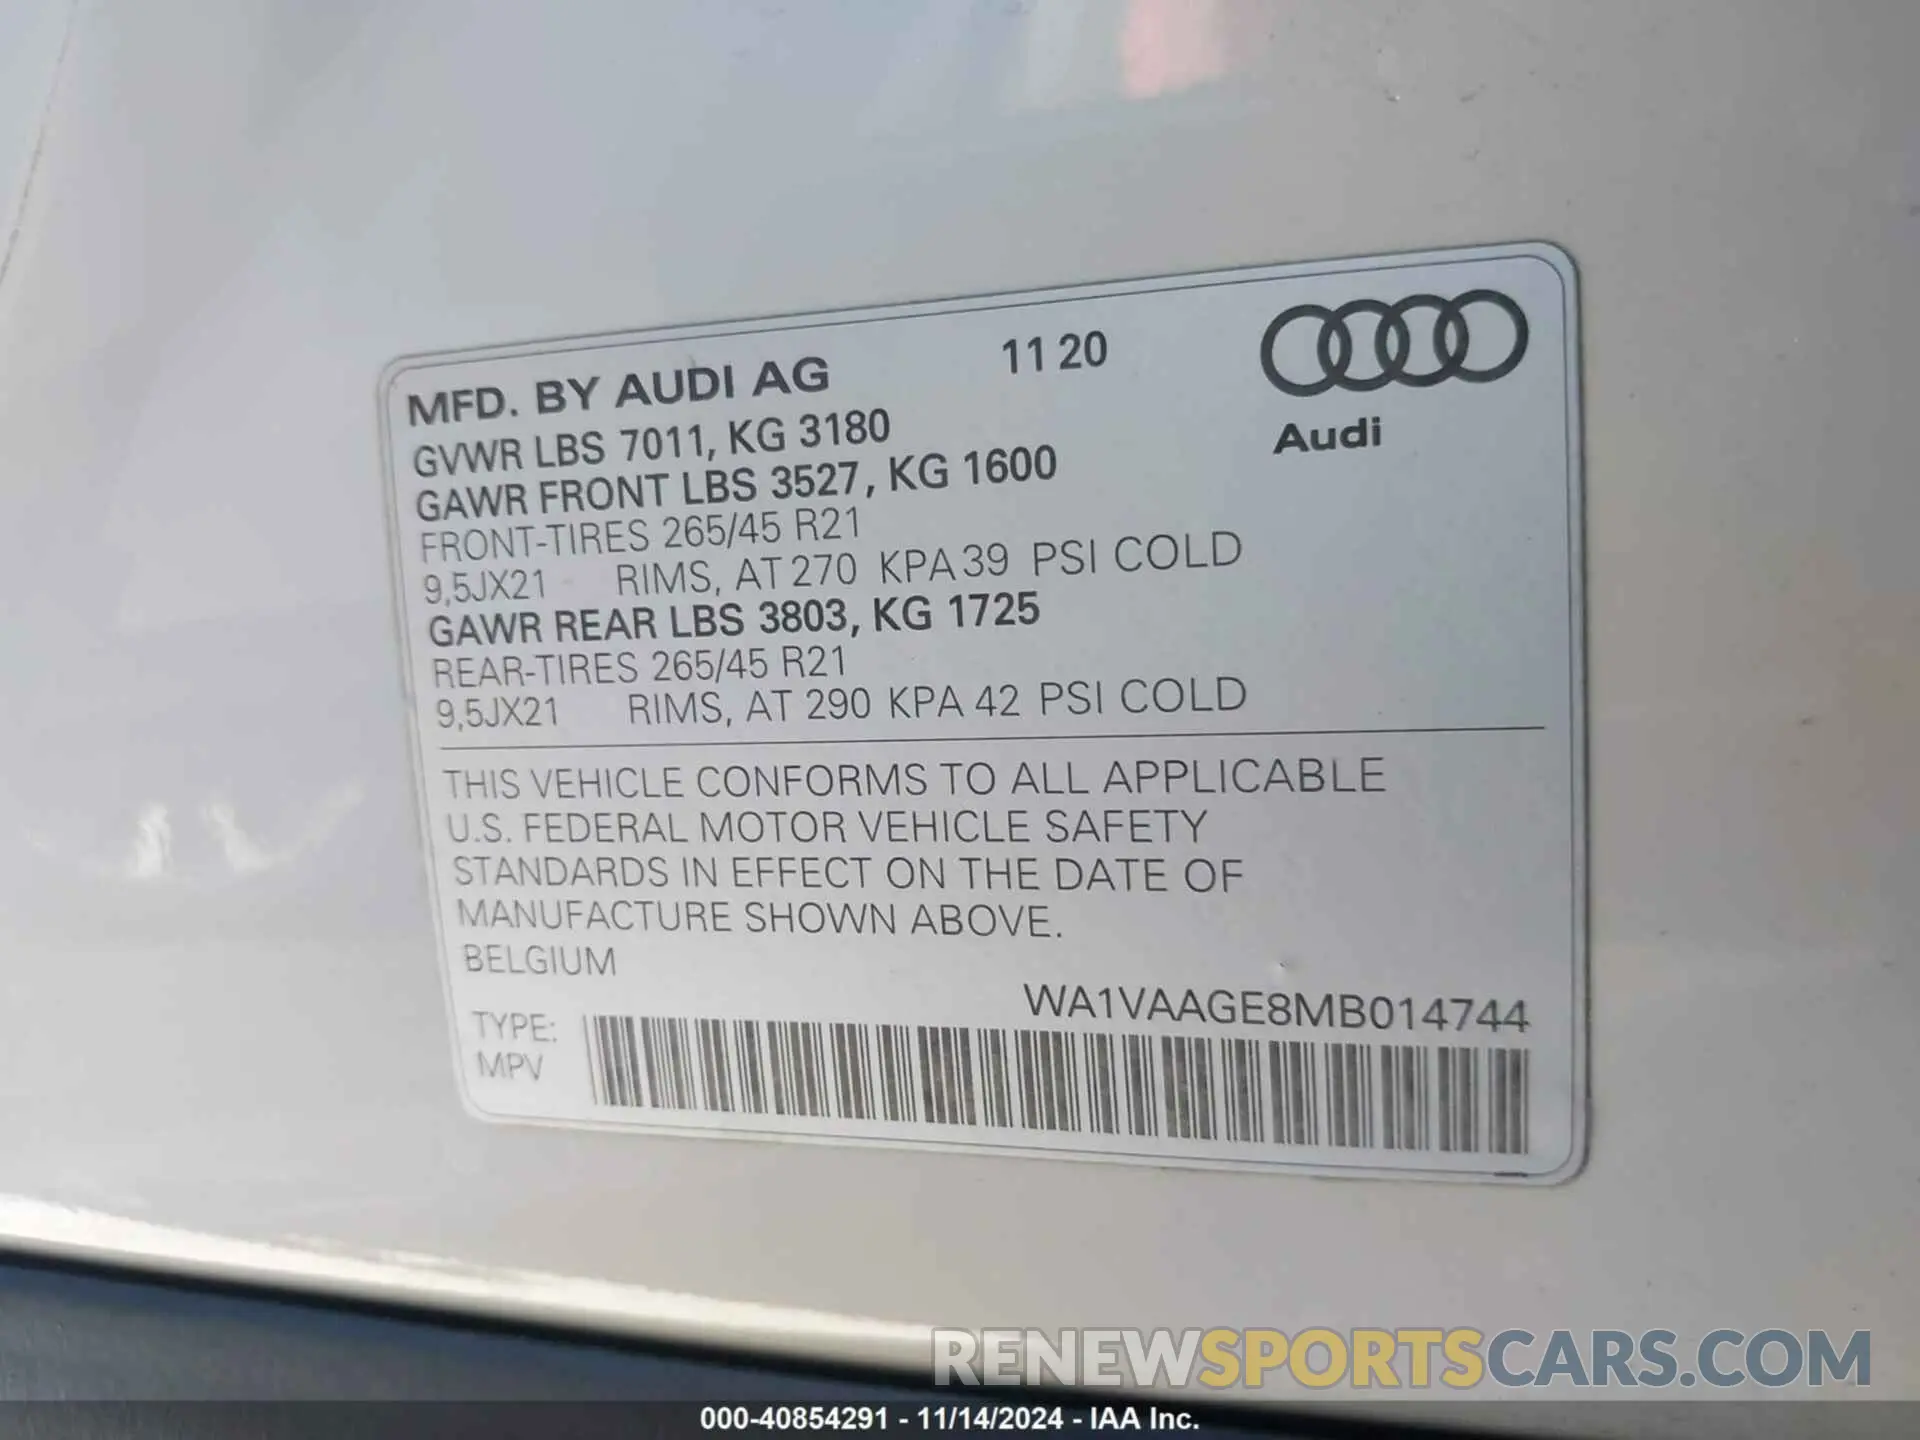 MFD. BY AUDI AG 11 20
GVWR LBS 7011, KG 3180
Audi
GAWR FRONT LBS 3527, KG 1600
FRONT-TIRES 265/45 R21
9,5JX21 RIMS, AT 270 KPA 39 PSI COLD
GAWR REAR LBS 3803, KG 1725
REAR-TIRES 265/45 R21
9,5JX21 RIMS, AT 290 KPA 42 PSI COLD
THIS VEHICLE CONFORMS TO ALL APPLICABLE
U.S. FEDERAL MOTOR VEHICLE SAFETY
STANDARDS IN EFFECT ON THE DATE OF
MANUFACTURE SHOWN ABOVE.
BELGIUM
WA1VAAGE8MB014744
TYPE:
MPV
RENEWSPORTSCARS.COM
000-40854291 - 11/14/2024 - IAA Inc.